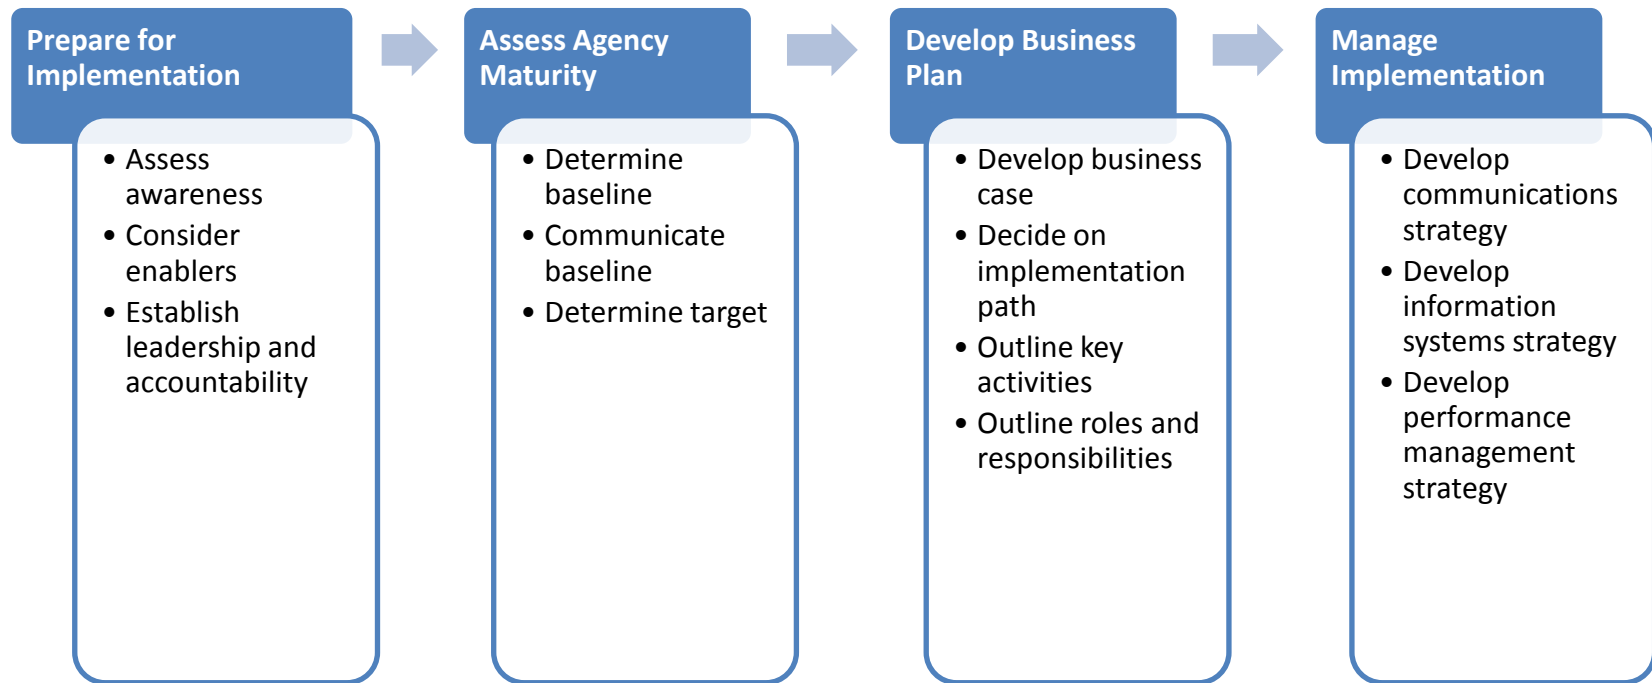 Prepare for
Implementation
• Assess
awareness
• Consider
enablers
• Establish
leadership and
accountability
Assess Agency
Maturity
• Determine
baseline
• Communicate
baseline
• Determine target
Develop Business
Plan
• Develop business
case
• Decide on
implementation
path
• Outline key
activities
• Outline roles and
responsibilities
Manage
Implementation
• Develop
communications
strategy
• Develop
information
systems strategy
• Develop
performance
management
strategy